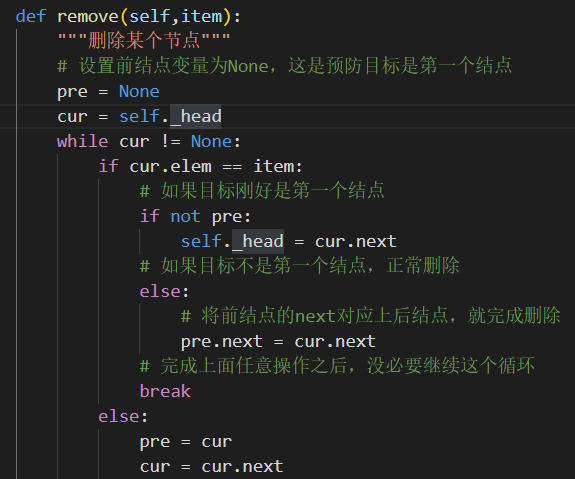 def remove(self,item):
    """删除某个节点"""
    # 设置前结点变量为None，这是预防目标是第一个结点
    pre = None
    cur = self._head
    while cur != None:
        if cur.elem == item:
            # 如果目标刚好是第一个结点
            if not pre:
                self._head = cur.next
            # 如果目标不是第一个结点，正常删除
            else:
                # 将前结点的next对应上后结点，就完成删除
                pre.next = cur.next
            # 完成上面任意操作之后，没必要继续这个循环
            break
        else:
            pre = cur
            cur = cur.next